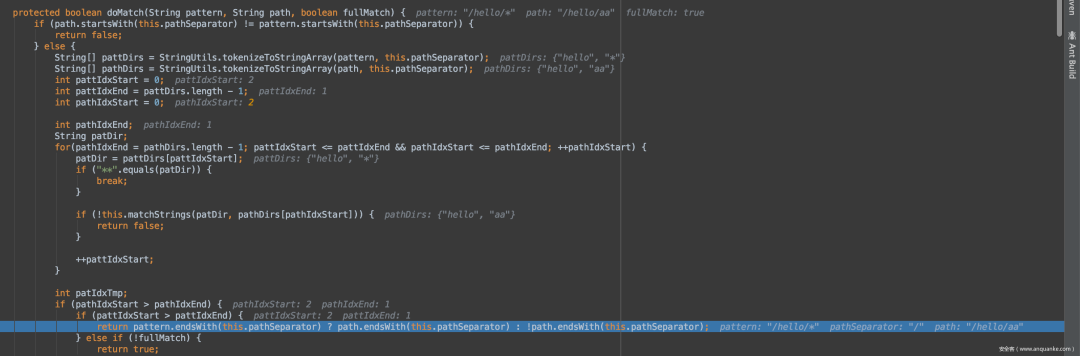 protected boolean doMatch(String pattern, String path, boolean fullMatch) {  pattern: "/hello/*"  path: "/hello/aa"  fullMatch: true
if (path.startsWith(this.pathSeparator) != pattern.startsWith(this.pathSeparator)) {
return false;
} else {
String[] pattDirs = StringUtils.tokenizeToStringArray(pattern, this.pathSeparator);  pattDirs: {"hello", "*"}
String[] pathDirs = StringUtils.tokenizeToStringArray(path, this.pathSeparator);  pathDirs: {"hello", "aa"}
int pattIdxStart = 0;  pattIdxStart: 2
int pattIdxEnd = pattDirs.length - 1;  pattIdxEnd: 1
int pathIdxStart = 0;  pathIdxStart: 2
int pathIdxEnd;  pathIdxEnd: 1
String patDir;
for(pathIdxEnd = pathDirs.length - 1; pattIdxStart <= pattIdxEnd && pathIdxStart <= pathIdxEnd; ++pathIdxStart) {
patDir = pattDirs[pattIdxStart];  pattDirs: {"hello", "*"}
if ("**".equals(patDir)) {
break;
}
if (!this.matchStrings(patDir, pathDirs[pathIdxStart])) {  pathDirs: {"hello", "aa"}
return false;
}
++pattIdxStart;
}
int patIdxTmp;
if (pathIdxStart > pathIdxEnd) {  pathIdxStart: 2  pathIdxEnd: 1
if (pattIdxStart > pattIdxEnd) {  pattIdxStart: 2  pattIdxEnd: 1
return pattern.endsWith(this.pathSeparator) ? path.endsWith(this.pathSeparator) : !path.endsWith(this.pathSeparator);  pattern: "/hello/*"  pathSeparator: "/"  path: "/hello/aa"
} else if (!fullMatch) {
return true;
Ant Build
安全客（www.anquanke.com）